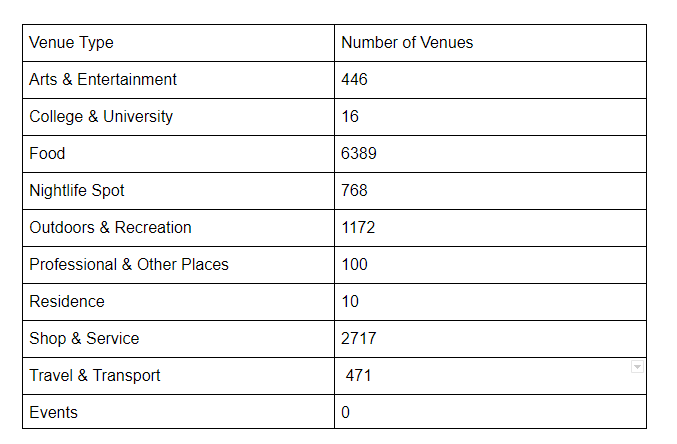 Venue Type Number of Venues
Arts & Entertainment 446
College & University 16
Food 6389
Nightlife Spot 768
Outdoors & Recreation 1172
Professional & Other Places 100
Residence 10
Shop & Service 2717
Travel & Transport 471
Events 0